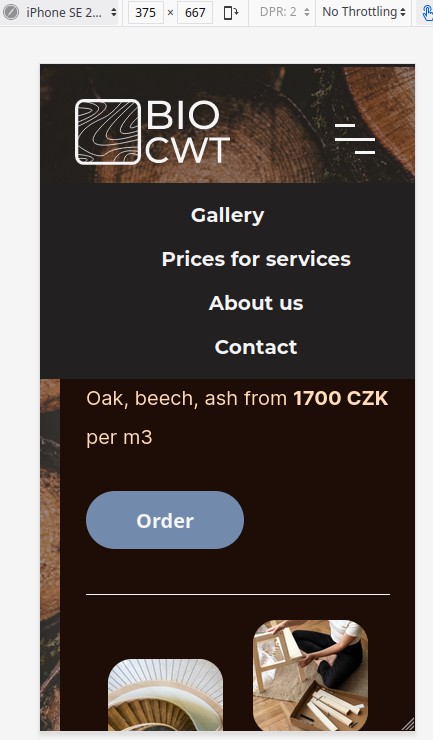 iPhone SE 2... 375 × 667 DPR: 2 No Throttling
BIO
CWT
Gallery
Prices for services
About us
Contact
Oak, beech, ash from 1700 CZK
per m3
Order